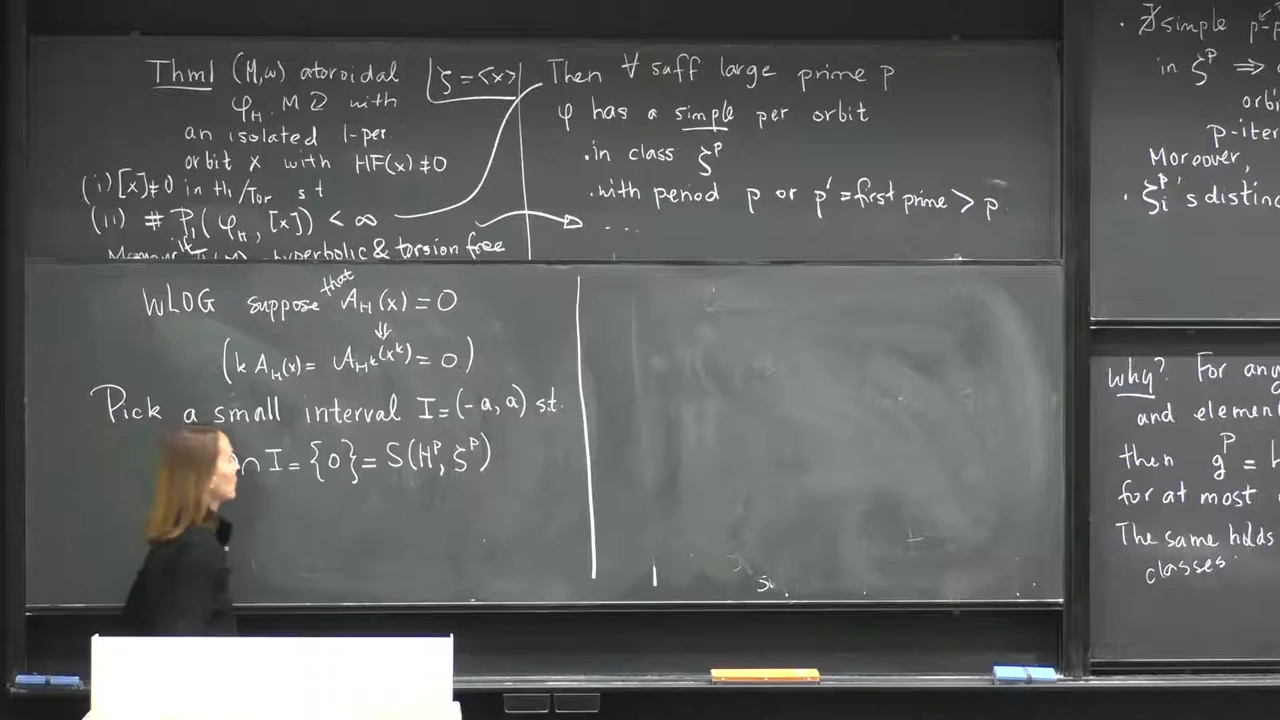 Thm1 (M,ω) atoroidal
φ_H : M ⟲ with
an isolated 1-per.
orbit x with HF(x) ≠ 0
(i) [x] ≠ 0 in H₁/Tor s t
(ii) # P₁(φ_H, [x]) < ∞
hyperbolic & torsion free
ζ = <x>
Then ∀ suff large prime p
φ has a simple per orbit
• in class ζ^p
• with period p or p' = first prime > p
...
WLOG suppose that A_H(x) = 0
⇓
(k A_H(x) = A_{H^k}(x^k) = 0)
Pick a small interval I = (-a, a) st.
∩ I = {0} = S(H^p, ζ^p)
• ∄ simple
in ζ^p ⇒
p-iter
Moreover,
• ζ_i^p's distinc
Why? For any
and elemen
then g^p =
for at most
The same holds
classes.